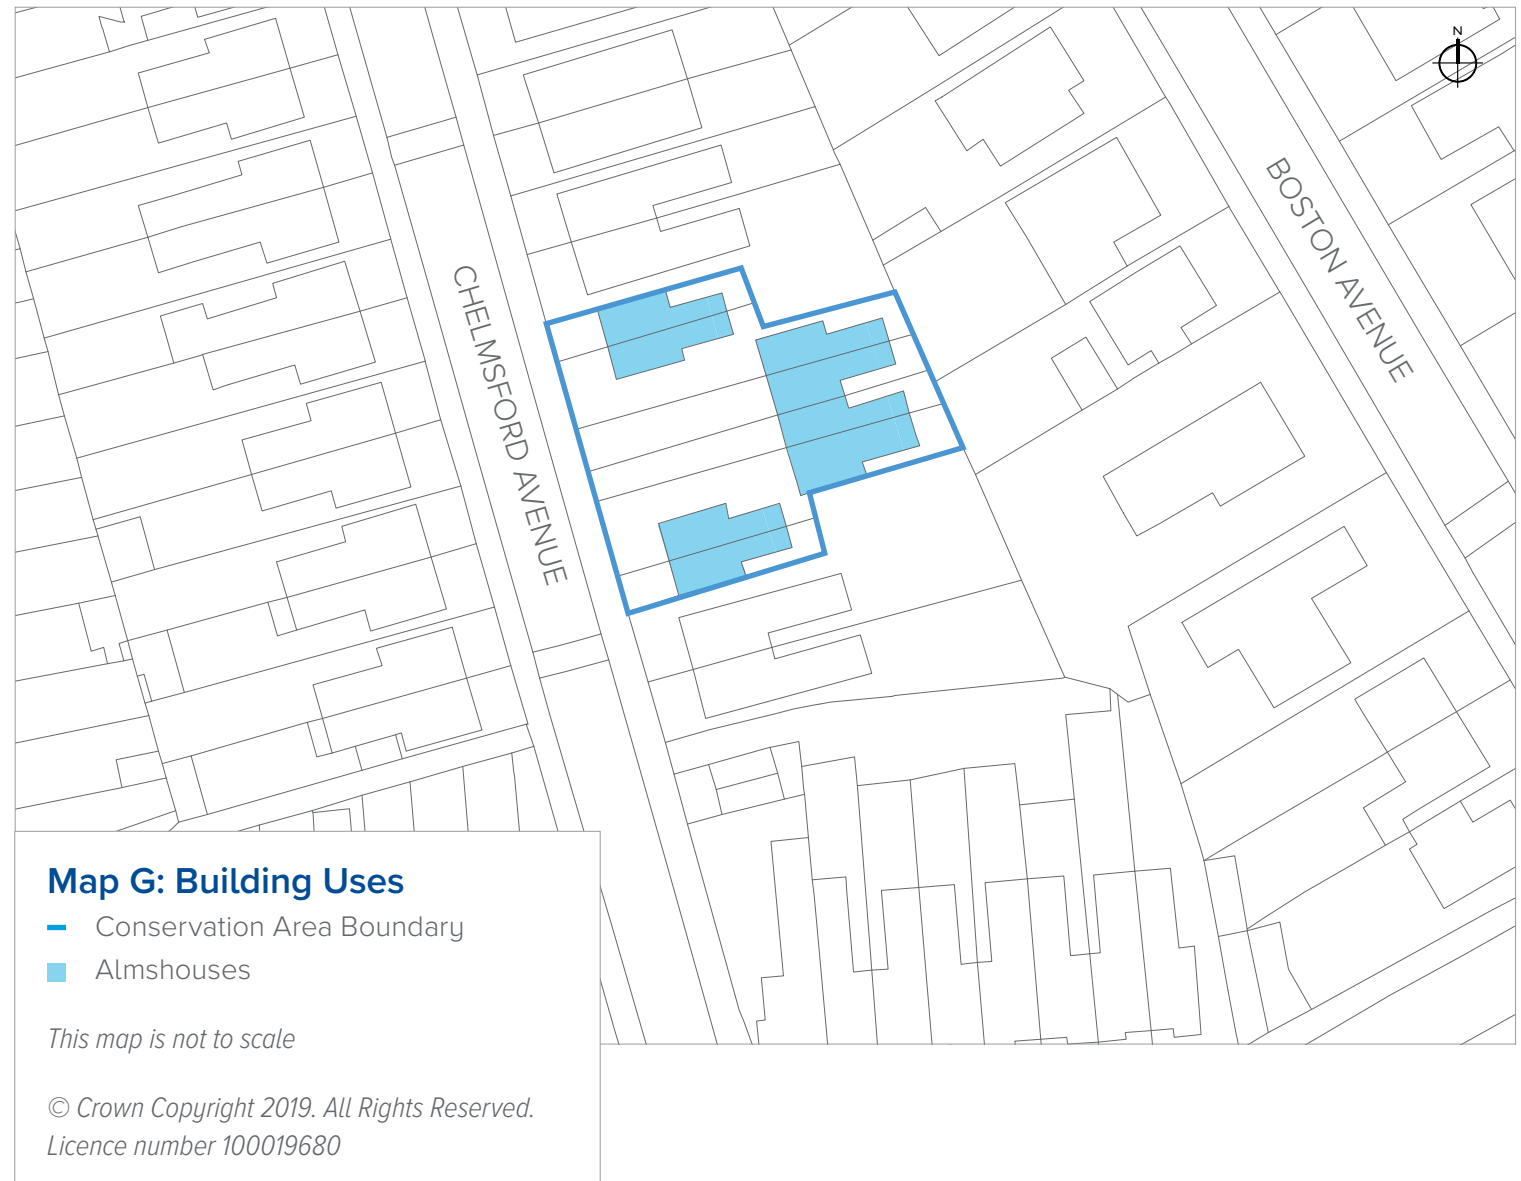 N
BOSTON AVENUE
CHELMSFORD AVENUE
Map G: Building Uses
Conservation Area Boundary
Almshouses
This map is not to scale
© Crown Copyright 2019. All Rights Reserved.
Licence number 100019680